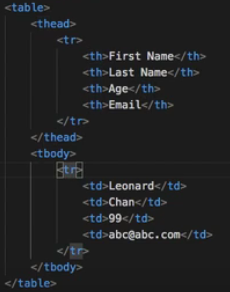 <table>
    <thead>
        <tr>
            <th>First Name</th>
            <th>Last Name</th>
            <th>Age</th>
            <th>Email</th>
        </tr>
    </thead>
    <tbody>
        <tr>
            <td>Leonard</td>
            <td>Chan</td>
            <td>99</td>
            <td>abc@abc.com</td>
        </tr>
    </tbody>
</table>